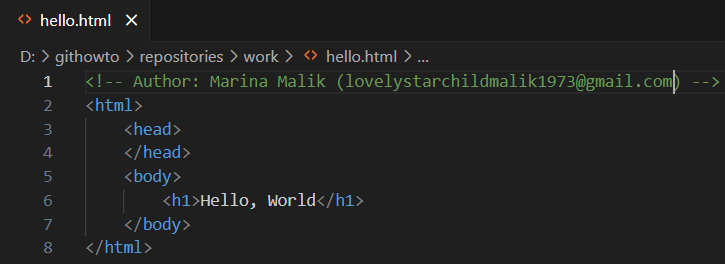 hello.html
D: > githowto > repositories > work > hello.html > ...
1 <!-- Author: Marina Malik (lovelystarchildmalik1973@gmail.com) -->
2 <html>
3     <head>
4     </head>
5     <body>
6         <h1>Hello, World</h1>
7     </body>
8 </html>